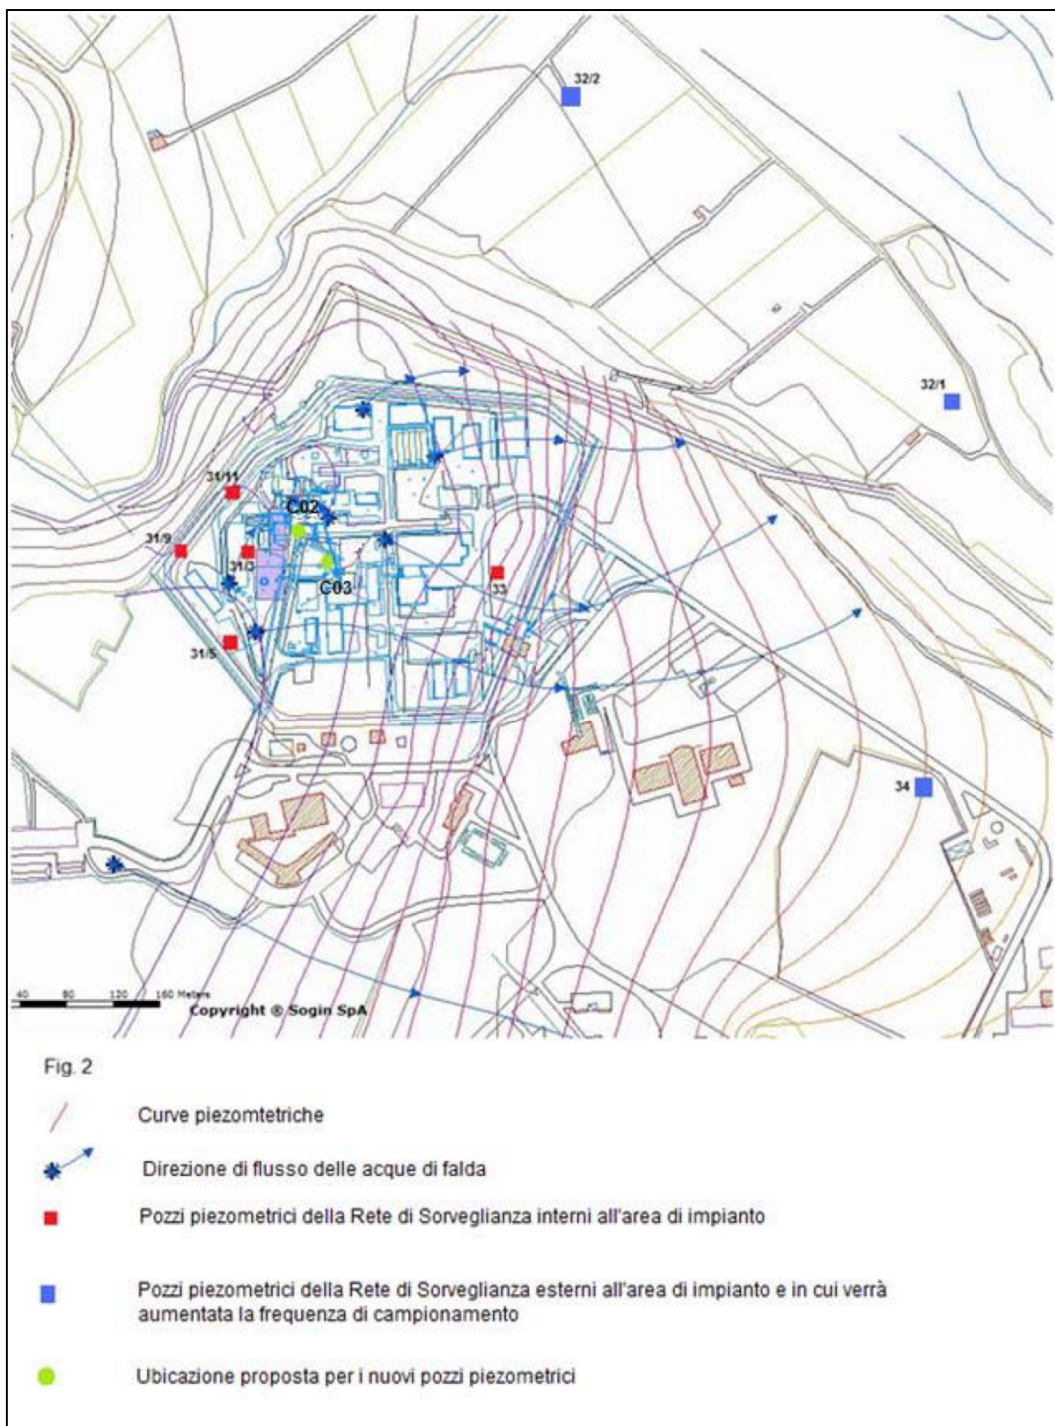 32/2
32/1
31/11
C02
31/9
31/3
C03
33
31/5
34
40 80 120 160 Meters
Copyright ® Sogin SpA
Fig. 2
Curve piezomtetriche
Direzione di flusso delle acque di falda
Pozzi piezometrici della Rete di Sorveglianza interni all'area di impianto
Pozzi piezometrici della Rete di Sorveglianza esterni all'area di impianto e in cui verrà
aumentata la frequenza di campionamento
Ubicazione proposta per i nuovi pozzi piezometrici